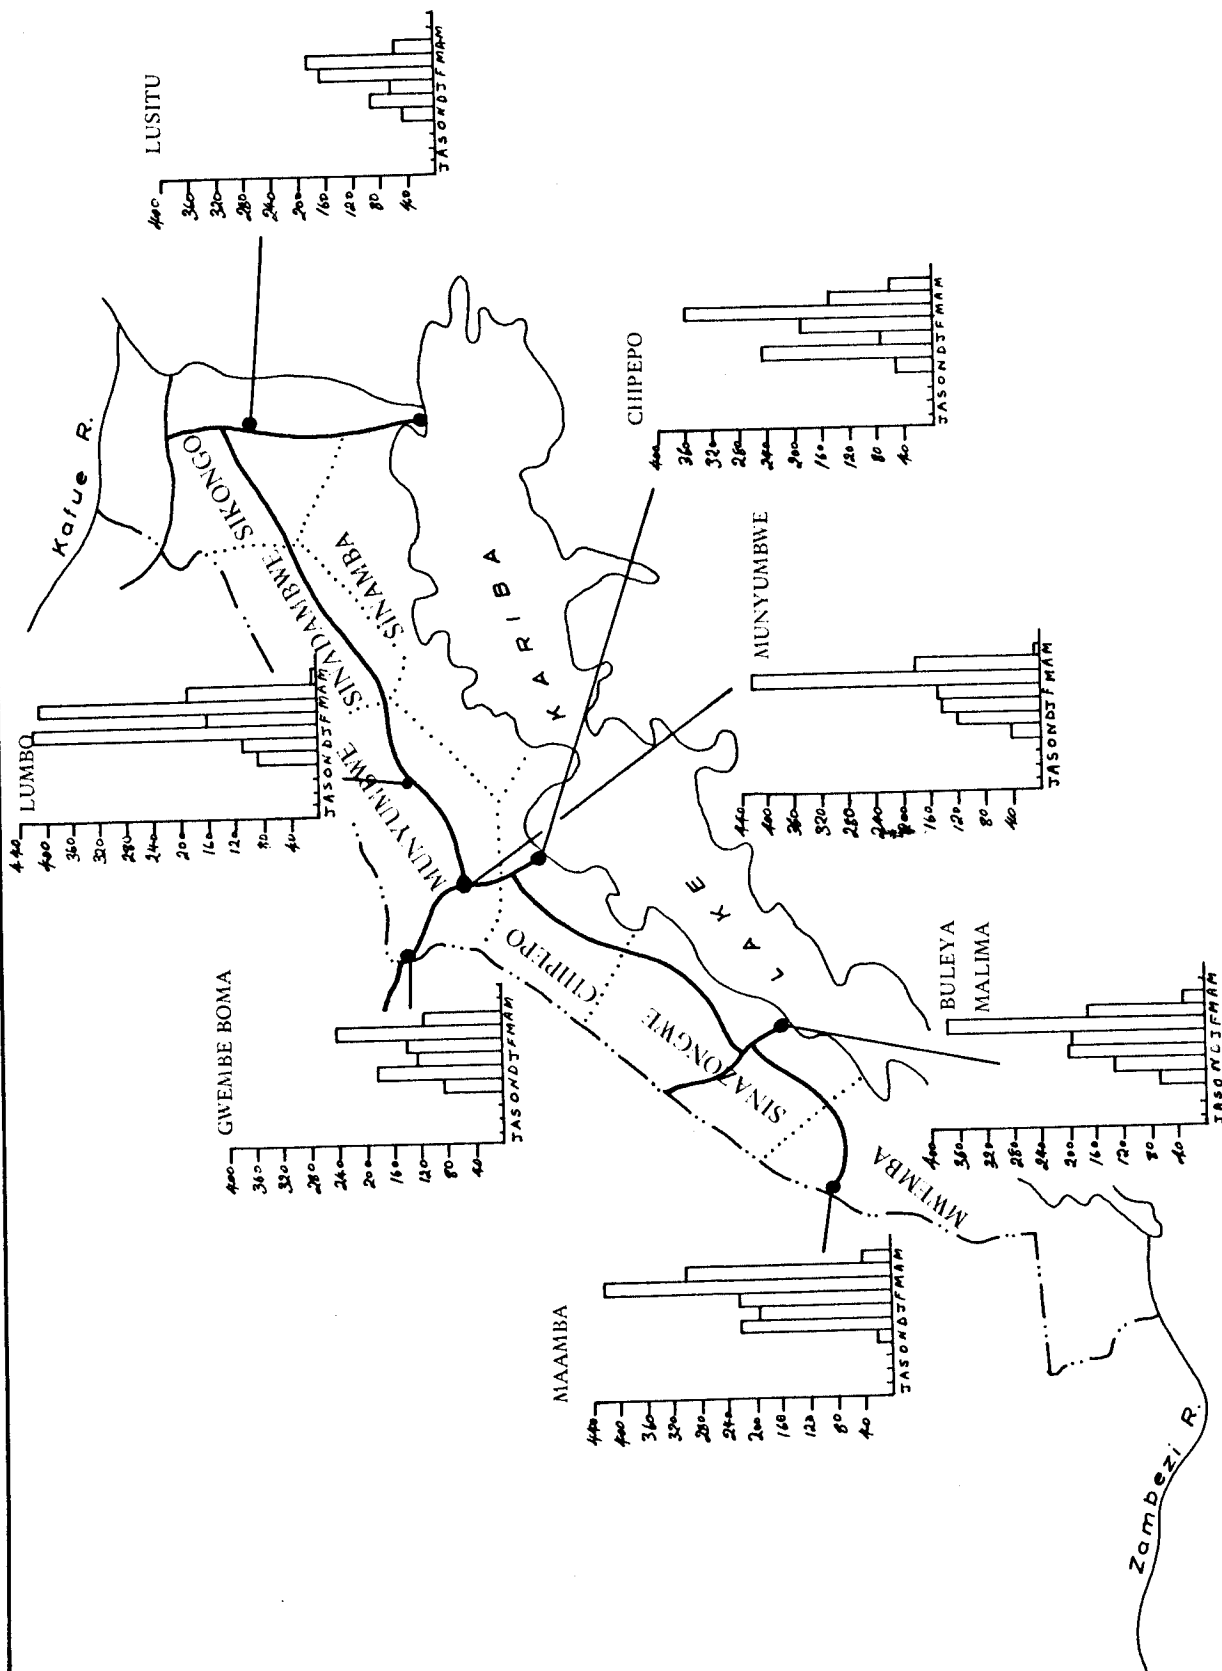 LUSITU
400
360
320
280
240
200
160
120
80
40
JASONDJFMAM
Kafue R.
SIKONGO
SINADAMBWE
SINAMBA
MUNYUMBWE
CHIPEPO
SINAZONGWE
MWEMBA
LAKE KARIBA
Zambezi R.
LUMBO
440
400
360
320
280
240
200
160
120
80
40
JASONDJFMAM
CHIPEPO
400
360
320
280
240
200
160
120
80
40
JASONDJFMAM
MUNYUMBWE
440
400
360
320
280
240
200
160
120
80
40
JASONDJFMAM
GWEMBE BOMA
400
360
320
280
240
200
160
120
80
40
JASONDJFMAM
BULEYA
MALIMA
400
360
320
280
240
200
160
120
80
40
JASONDJFMAM
MAAMBA
440
400
360
320
280
240
200
160
120
80
40
JASONDJFMAM